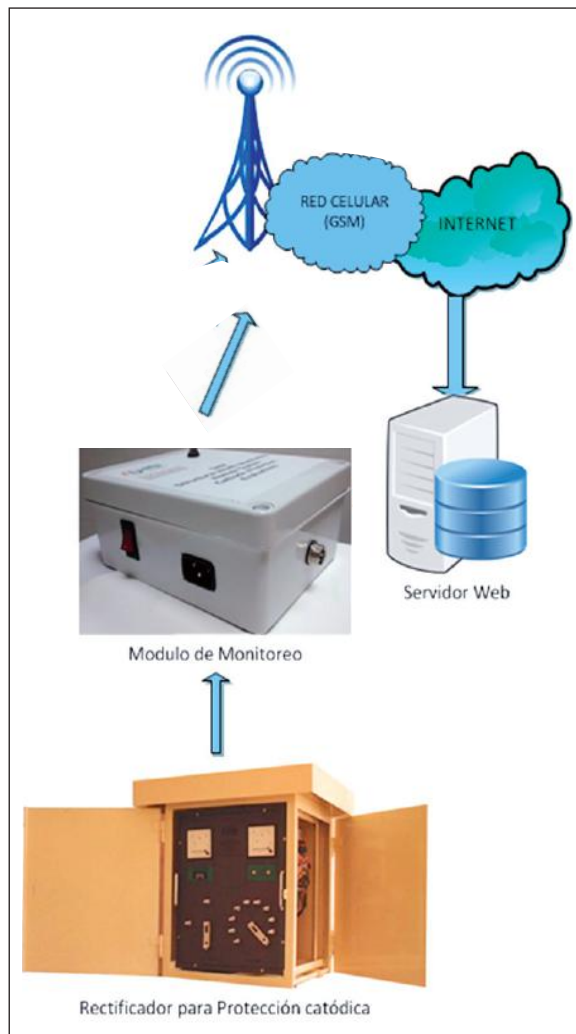 RED CELULAR
(GSM)
INTERNET
Servidor Web
Modulo de Monitoreo
Rectificador para Protección catódica